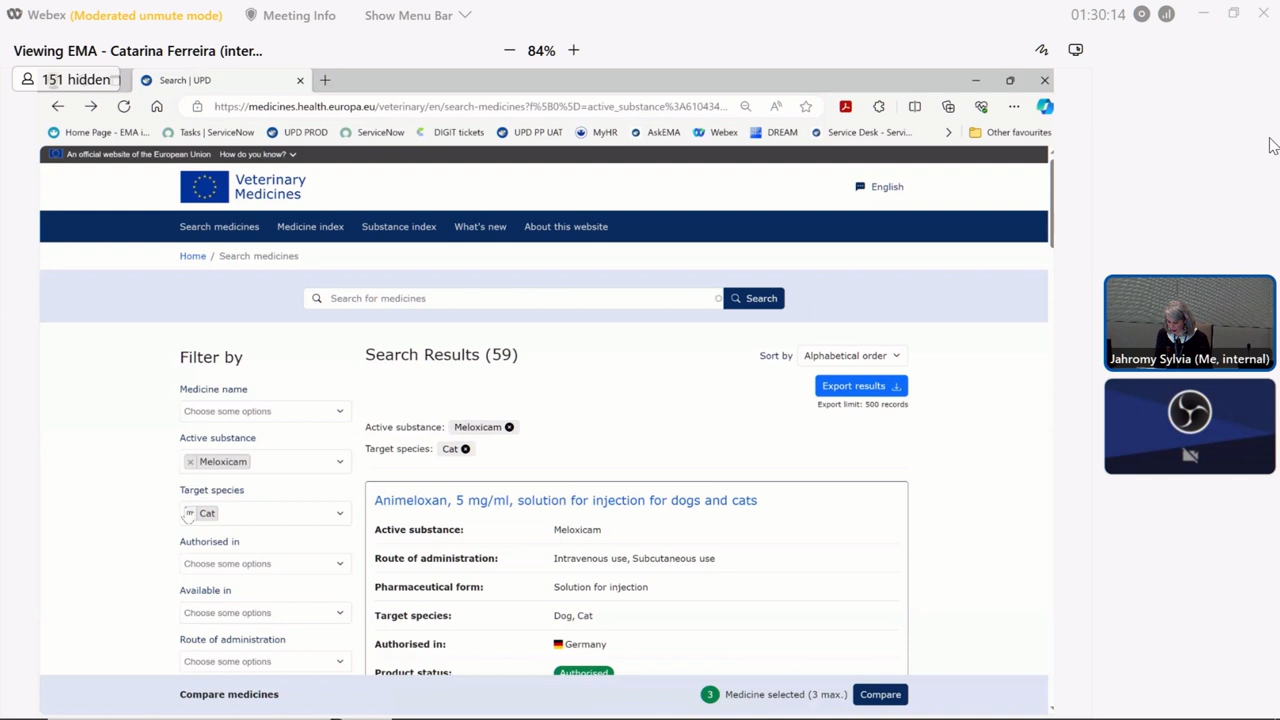 Webex (Moderated unmute mode) Meeting Info Show Menu Bar 01:30:14
Viewing EMA - Catarina Ferreira (inter... 84%
151 hidden Search | UPD
https://medicines.health.europa.eu/veterinary/en/search-medicines?f%5B0%5D=active_substance%3A610434...
Home Page - EMA i... Tasks | ServiceNow UPD PROD ServiceNow DIGIT tickets UPD PP UAT MyHR AskEMA Webex DREAM Service Desk - Servi... Other favourites
An official website of the European Union How do you know?
Veterinary
Medicines
English
Search medicines Medicine index Substance index What's new About this website
Home / Search medicines
Search for medicines Search
Filter by
Medicine name
Choose some options
Active substance
× Meloxicam
Target species
Cat
Authorised in
Choose some options
Available in
Choose some options
Route of administration
Choose some options
Search Results (59)
Sort by Alphabetical order
Export results
Export limit: 500 records
Active substance: Meloxicam
Target species: Cat
Animeloxan, 5 mg/ml, solution for injection for dogs and cats
Active substance: Meloxicam
Route of administration: Intravenous use, Subcutaneous use
Pharmaceutical form: Solution for injection
Target species: Dog, Cat
Authorised in: Germany
Product status: Authorised
Compare medicines 3 Medicine selected (3 max.) Compare
Jahromy Sylvia (Me, internal)